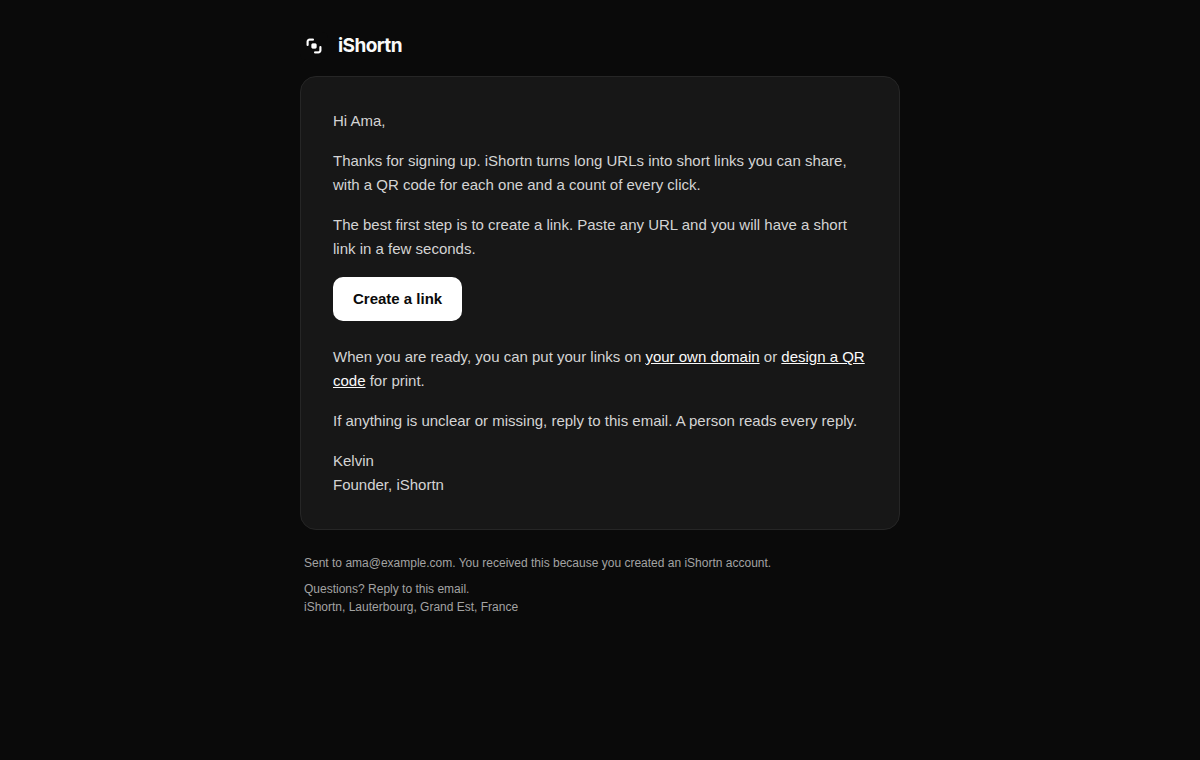 iShortn
Hi Ama,
Thanks for signing up. iShortn turns long URLs into short links you can share,
with a QR code for each one and a count of every click.
The best first step is to create a link. Paste any URL and you will have a short
link in a few seconds.
Create a link
When you are ready, you can put your links on your own domain or design a QR
code for print.
If anything is unclear or missing, reply to this email. A person reads every reply.
Kelvin
Founder, iShortn
Sent to ama@example.com. You received this because you created an iShortn account.
Questions? Reply to this email.
iShortn, Lauterbourg, Grand Est, France